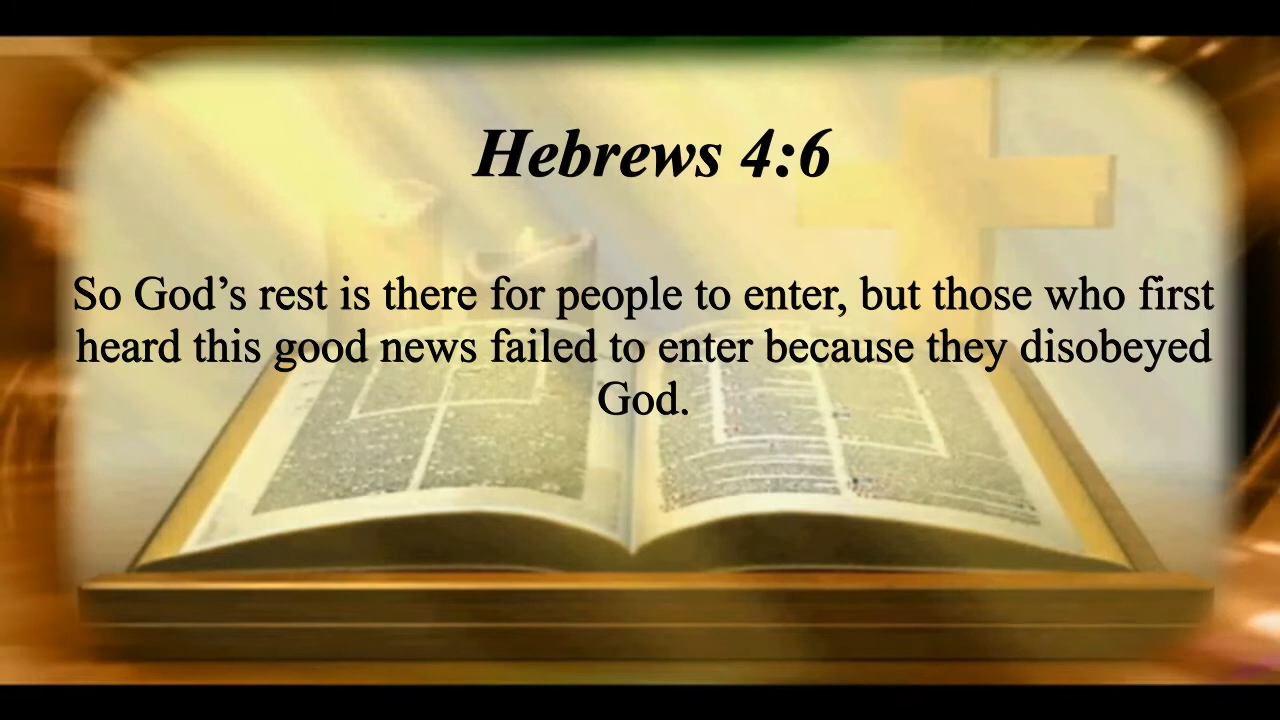 Hebrews 4:6
So God’s rest is there for people to enter, but those who first
heard this good news failed to enter because they disobeyed
God.